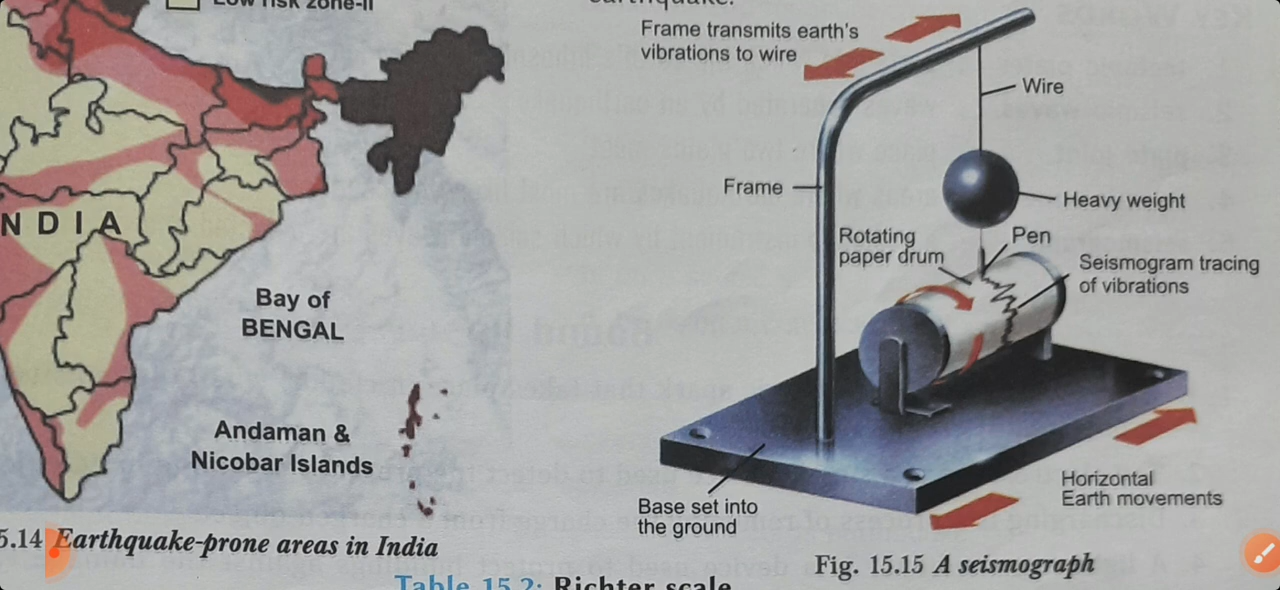 Low risk zone-II
earthquake.
Frame transmits earth's
vibrations to wire
Wire
Frame
Heavy weight
Rotating
paper drum
Pen
Seismogram tracing
of vibrations
NDIA
Bay of
BENGAL
Andaman &
Nicobar Islands
Base set into
the ground
Horizontal
Earth movements
5.14 Earthquake-prone areas in India
Fig. 15.15 A seismograph
Table 15.2: Richter scale